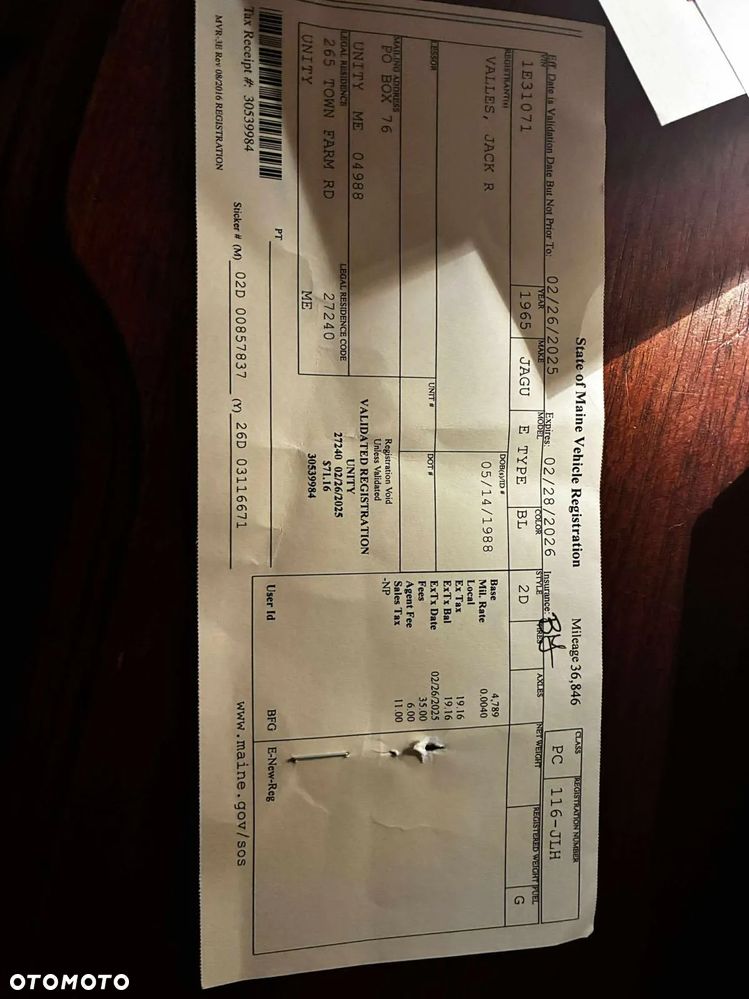 State of Maine Vehicle Registration
Mileage 36,846
CLASS REGISTRATION NUMBER
PC 116-JLH
Eff. Date is Validation Date But Not Prior To: 02/26/2025 Expires: 02/28/2026 Insurance:
VIN YEAR MAKE MODEL COLOR STYLE TIRES AXLES NET WEIGHT REGISTERED WEIGHT FUEL
1E31071 1965 JAGU E TYPE BL 2D G
REGISTRANT(S) DOB(s)/ID #
VALLES, JACK R 05/14/1988
LESSOR UNIT # DOT #
MAILING ADDRESS
PO BOX 76
UNITY ME 04988
LEGAL RESIDENCE LEGAL RESIDENCE CODE
265 TOWN FARM RD 27240
UNITY ME
Registration Void
Unless Validated
VALIDATED REGISTRATION
UNITY
27240 02/26/2025
$71.16
30539984
Base 4,789
Mil. Rate 0.0040
Local
Ex Tax 19.16
ExTx Bal 19.16
ExTx Date 02/26/2025
Fees 35.00
Agent Fee 6.00
Sales Tax 11.00
-NP
User Id BFG E-New-Reg
PT
Tax Receipt #: 30539984
Sticker # (M) 02D 00857837 (Y) 26D 03116671
www.maine.gov/sos
MVR-3E Rev 08/2016 REGISTRATION
OTOMOTO